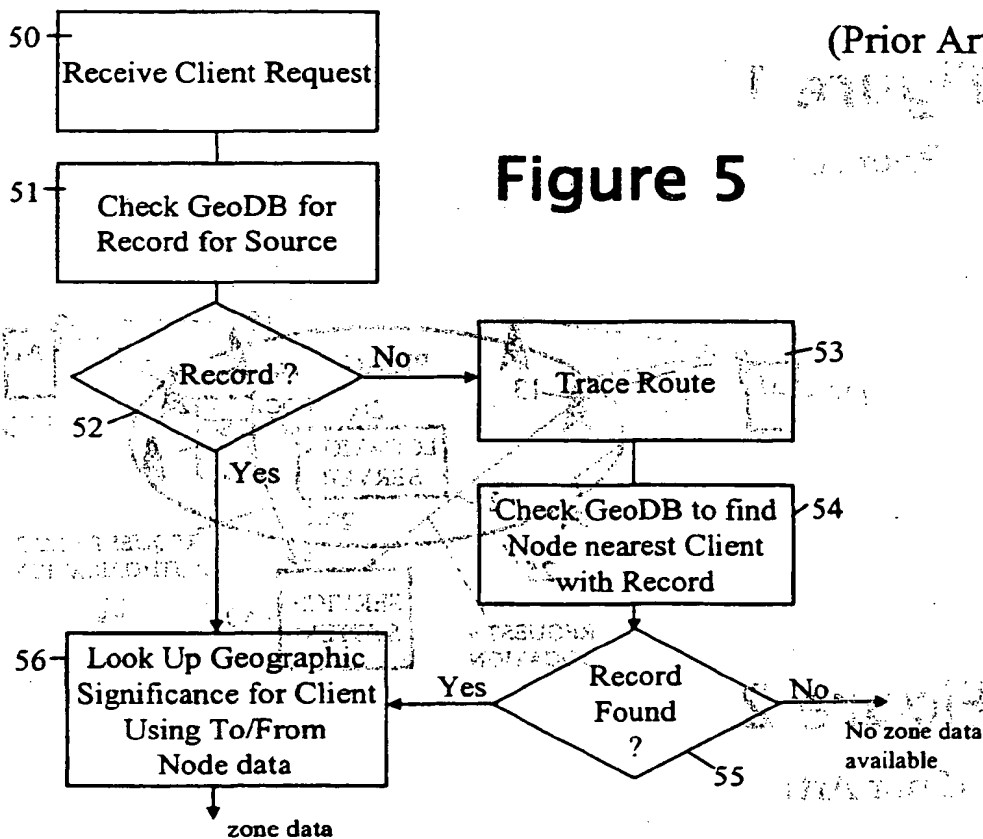 50
Receive Client Request
(Prior Ar
Figure 5
51
Check GeoDB for
Record for Source
Record ?
No
52
Yes
53
Trace Route
Check GeoDB to find
Node nearest Client
with Record
54
56
Look Up Geographic
Significance for Client
Using To/From
Node data
Yes
Record
Found
?
55
No
No zone data
available
zone data